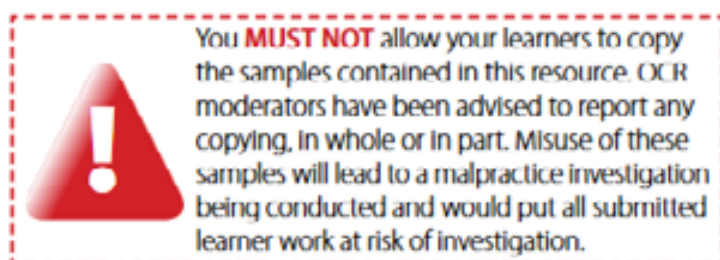 You MUST NOT allow your learners to copy
the samples contained in this resource. OCR
moderators have been advised to report any
copying, in whole or in part. Misuse of these
samples will lead to a malpractice investigation
being conducted and would put all submitted
learner work at risk of investigation.